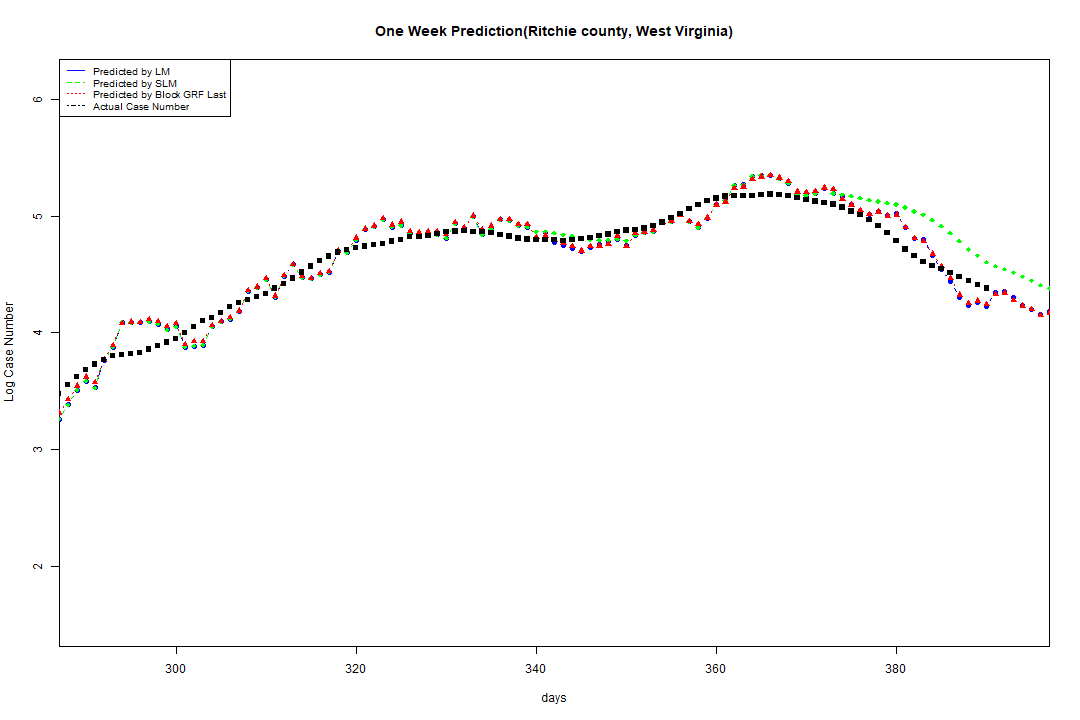 One Week Prediction(Ritchie county, West Virginia)
Predicted by LM
Predicted by SLM
Predicted by Block GRF Last
Actual Case Number
6
5
4
3
2
Log Case Number
300 320 340 360 380
days